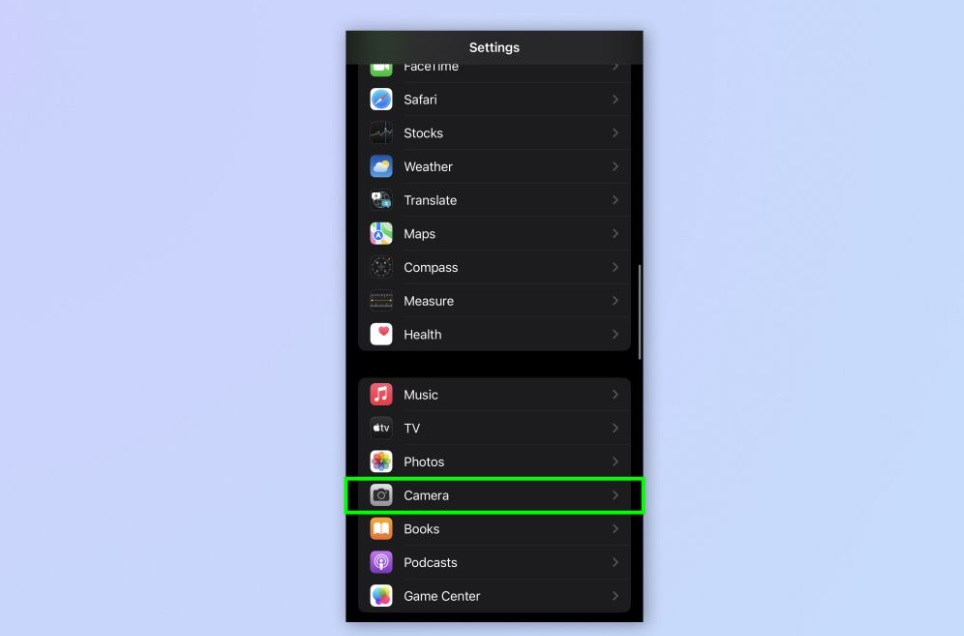 Settings
FaceTime
Safari
Stocks
Weather
Translate
Maps
Compass
Measure
Health
Music
tv TV
Photos
Camera
Books
Podcasts
Game Center